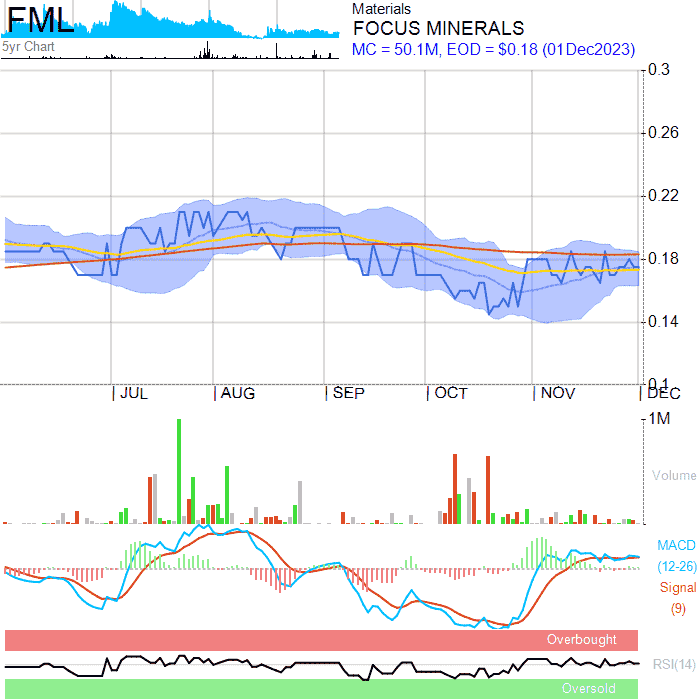 FML
5yr Chart
Materials
FOCUS MINERALS
MC = 50.1M, EOD = $0.18 (01Dec2023)
0.3
0.26
0.22
0.18
0.14
0.1
JUL AUG SEP OCT NOV DEC
1M
Volume
MACD
(12-26)
Signal
(9)
Overbought
RSI(14)
Oversold